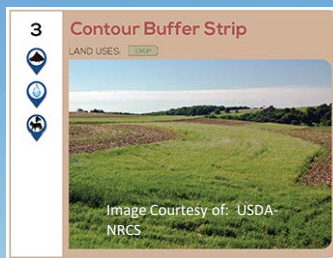 3
Contour Buffer Strip
LAND USES: CROP
Image Courtesy of: USDA-
NRCS